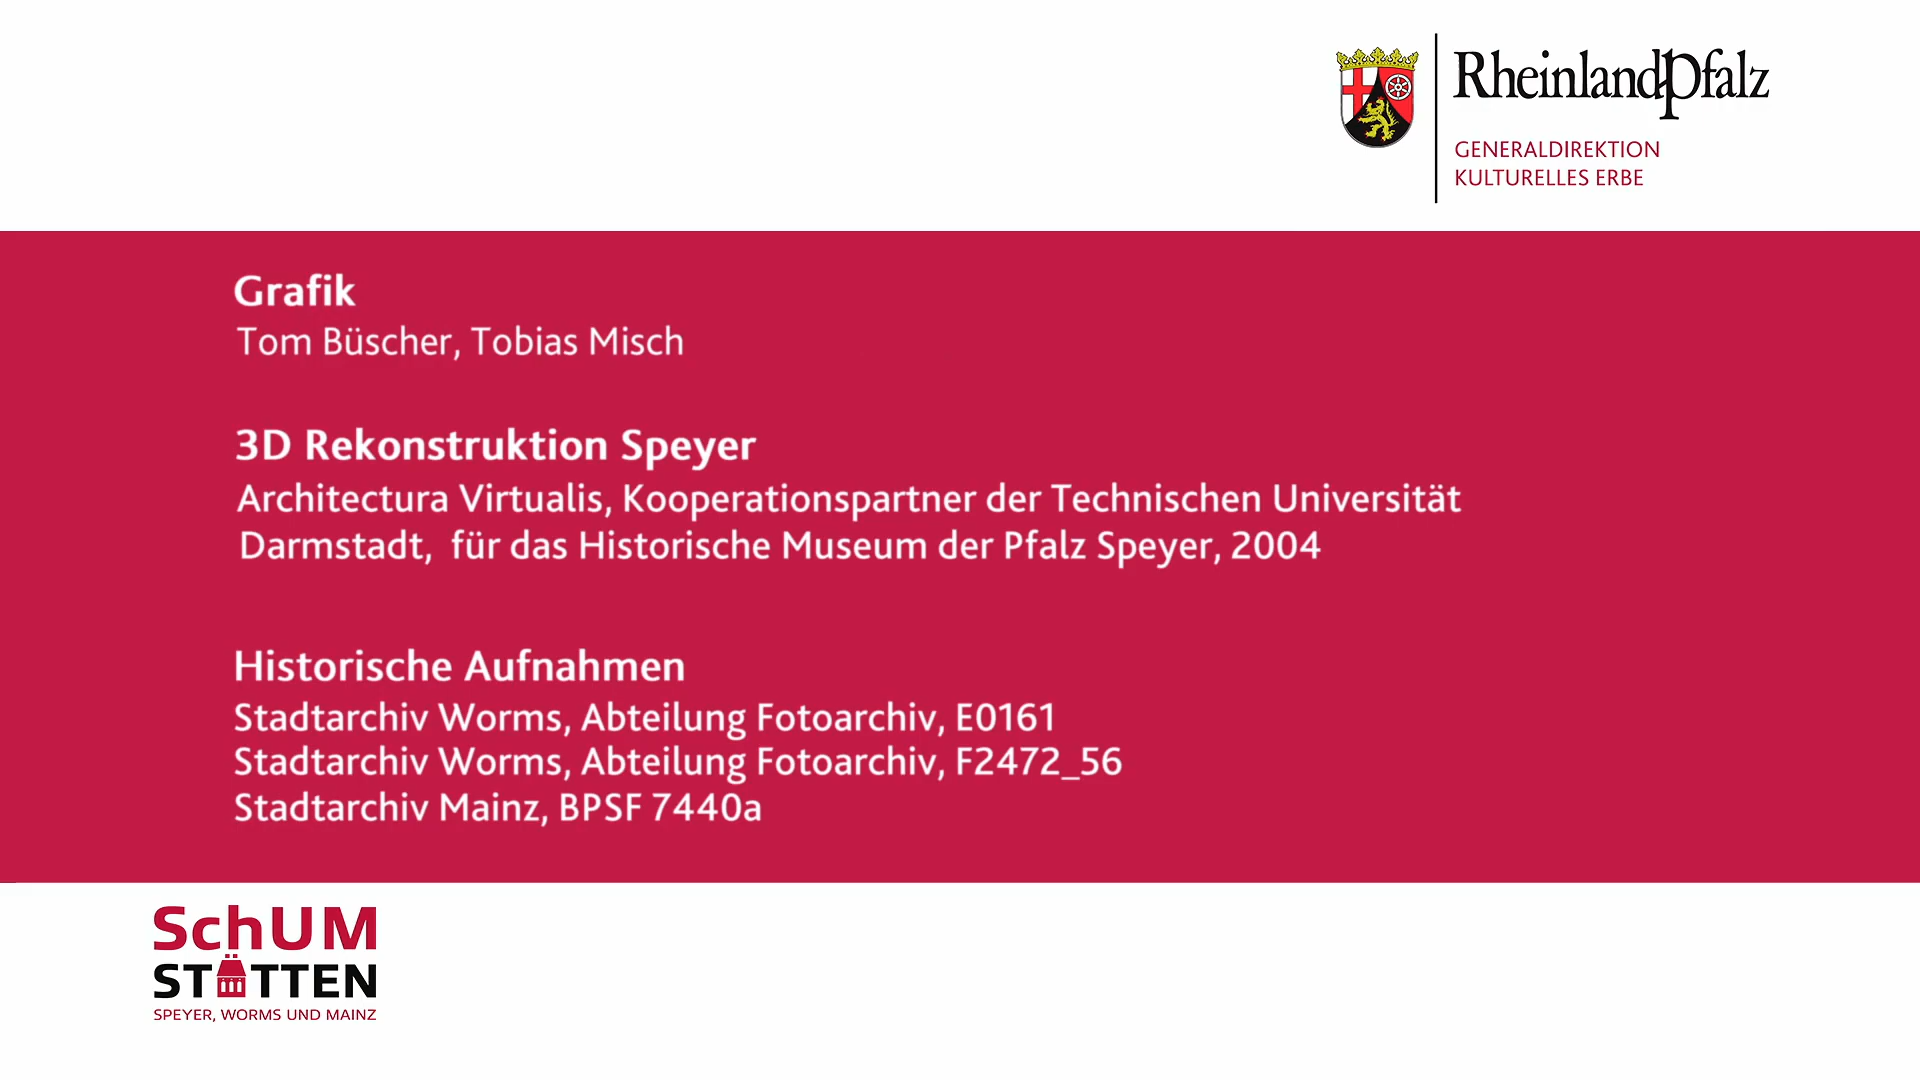 RheinlandPfalz
GENERALDIREKTION
KULTURELLES ERBE
Grafik
Tom Büscher, Tobias Misch
3D Rekonstruktion Speyer
Architectura Virtualis, Kooperationspartner der Technischen Universität
Darmstadt, für das Historische Museum der Pfalz Speyer, 2004
Historische Aufnahmen
Stadtarchiv Worms, Abteilung Fotoarchiv, E0161
Stadtarchiv Worms, Abteilung Fotoarchiv, F2472_56
Stadtarchiv Mainz, BPSF 7440a
SchUM
STÄTTEN
SPEYER, WORMS UND MAINZ